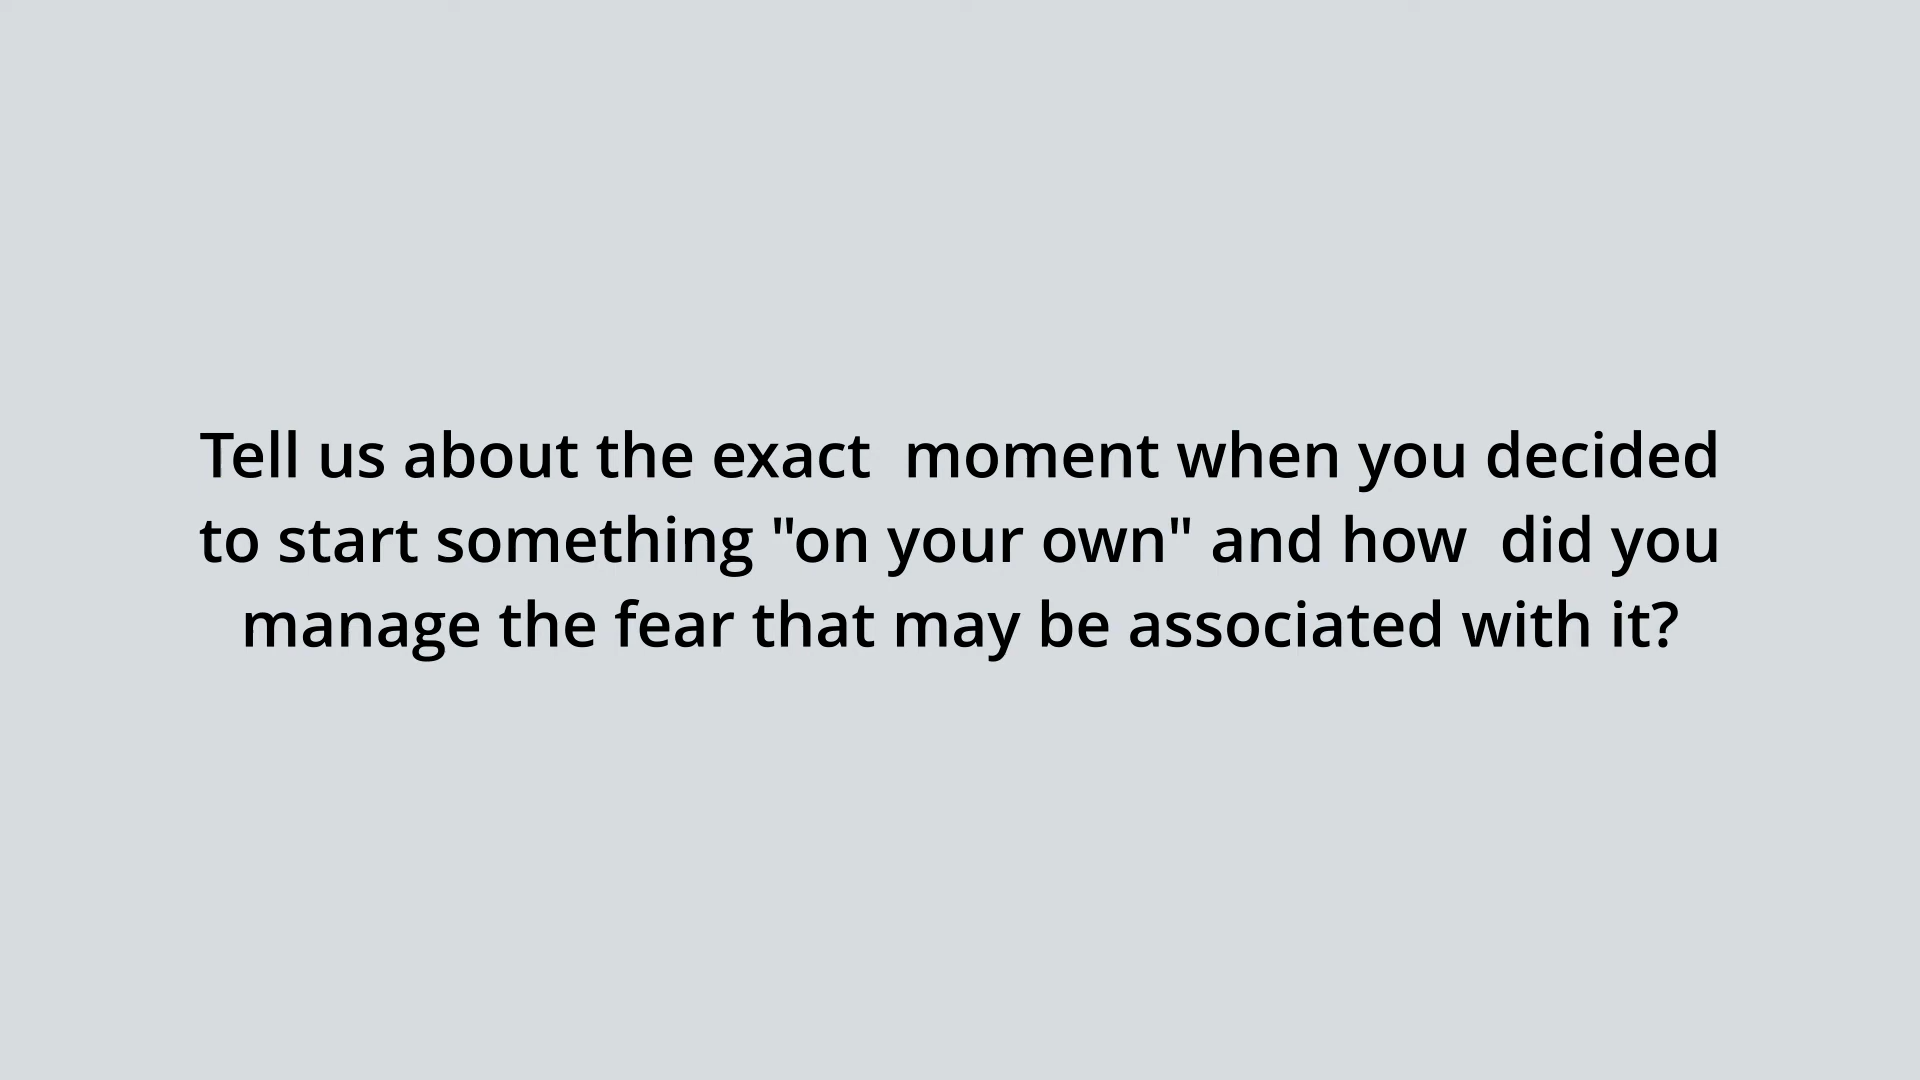 Tell us about the exact  moment when you decided
to start something "on your own" and how  did you
manage the fear that may be associated with it?